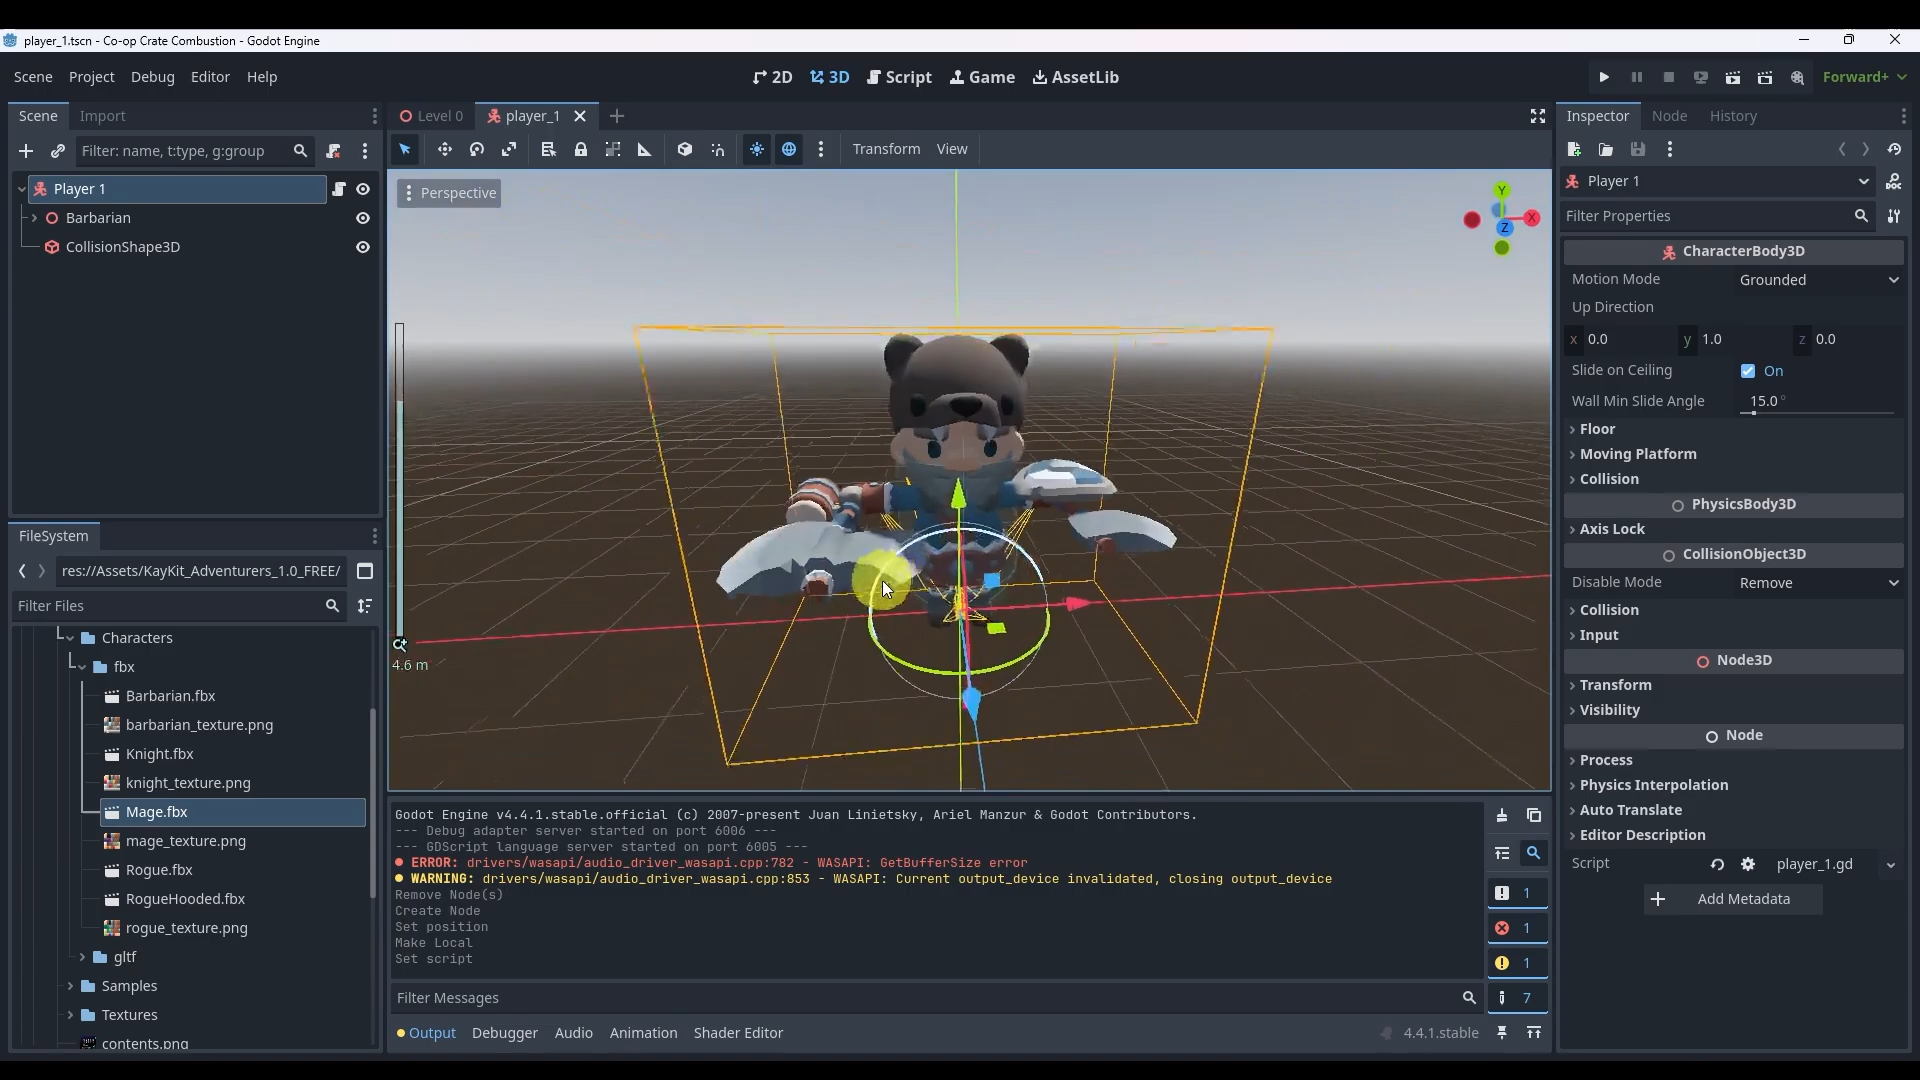 player_1.tscn - Co-op Crate Combustion - Godot Engine
Scene Project Debug Editor Help
2D 3D Script Game AssetLib
Forward+
Scene Import
Filter: name, t:type, g:group
Player 1
Barbarian
CollisionShape3D
FileSystem
res://Assets/KayKit_Adventurers_1.0_FREE/
Filter Files
Characters
fbx
Barbarian.fbx
barbarian_texture.png
Knight.fbx
knight_texture.png
Mage.fbx
mage_texture.png
Rogue.fbx
RogueHooded.fbx
rogue_texture.png
gltf
Samples
Textures
contents.png
Level 0 player_1
Transform View
Perspective
Y
X
Z
4.6 m
Godot Engine v4.4.1.stable.official (c) 2007-present Juan Linietsky, Ariel Manzur & Godot Contributors.
--- Debug adapter server started on port 6006 ---
--- GDScript language server started on port 6005 ---
ERROR: drivers/wasapi/audio_driver_wasapi.cpp:782 - WASAPI: GetBufferSize error
WARNING: drivers/wasapi/audio_driver_wasapi.cpp:853 - WASAPI: Current output_device invalidated, closing output_device
Remove Node(s)
Create Node
Set position
Make Local
Set script
1
1
1
7
Filter Messages
Output Debugger Audio Animation Shader Editor
4.4.1.stable
Inspector Node History
Player 1
DOC
Filter Properties
CharacterBody3D
Motion Mode Grounded
Up Direction
x 0.0 y 1.0 z 0.0
Slide on Ceiling On
Wall Min Slide Angle 15.0 °
Floor
Moving Platform
Collision
PhysicsBody3D
Axis Lock
CollisionObject3D
Disable Mode Remove
Collision
Input
Node3D
Transform
Visibility
Node
Process
Physics Interpolation
Auto Translate
Editor Description
Script player_1.gd
Add Metadata